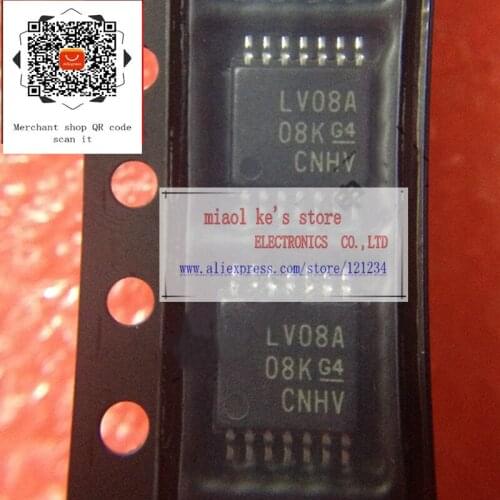 Merchant shop QR code
scan it
LV08A
08K G4
CNHV
miaol ke's store
ELECTRONICS CO.,LTD
www.aliexpress.com/store/121234
LV08A
08K G4
CNHV